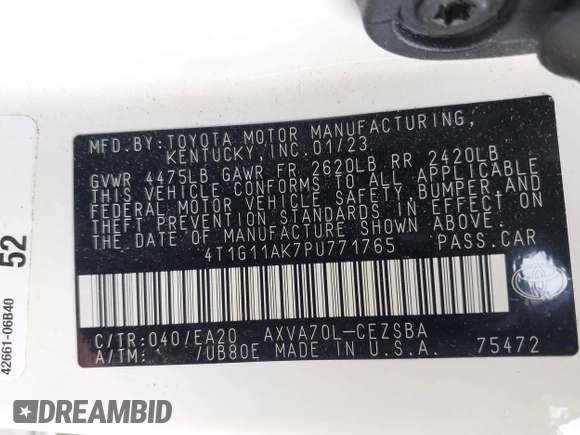 MFD.BY:TOYOTA MOTOR MANUFACTURING,
KENTUCKY,INC.01/23
GVWR 4475LB GAWR FR 2620LB RR 2420LB
THIS VEHICLE CONFORMS TO ALL APPLICABLE
FEDERAL MOTOR VEHICLE SAFETY,BUMPER,AND
THEFT PREVENTION STANDARDS IN EFFECT ON
THE DATE OF MANUFACTURE SHOWN ABOVE.
4T1G11AK7PU771765 PASS.CAR
C/TR:040/EA20 AXVA70L-CEZSBA
A/TM: /UB80E MADE IN U.S.A. 75472
42661-06B40 52
DREAMBID